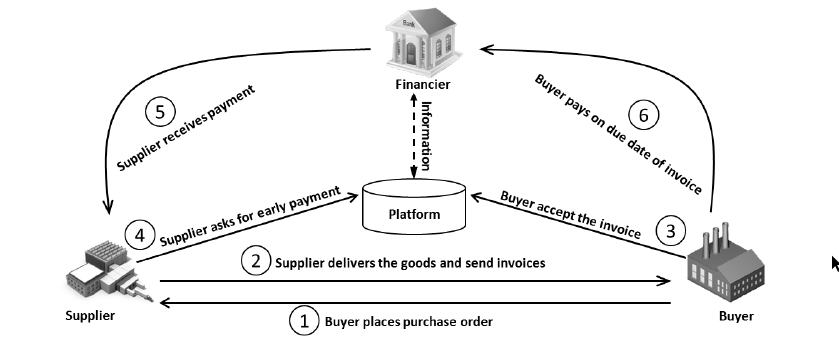 Bank
Financier
5
Supplier receives payment
6
Buyer pays on due date of invoice
Information
Platform
4
Supplier asks for early payment
Buyer accept the invoice
3
2
Supplier delivers the goods and send invoices
Supplier
Buyer
1
Buyer places purchase order